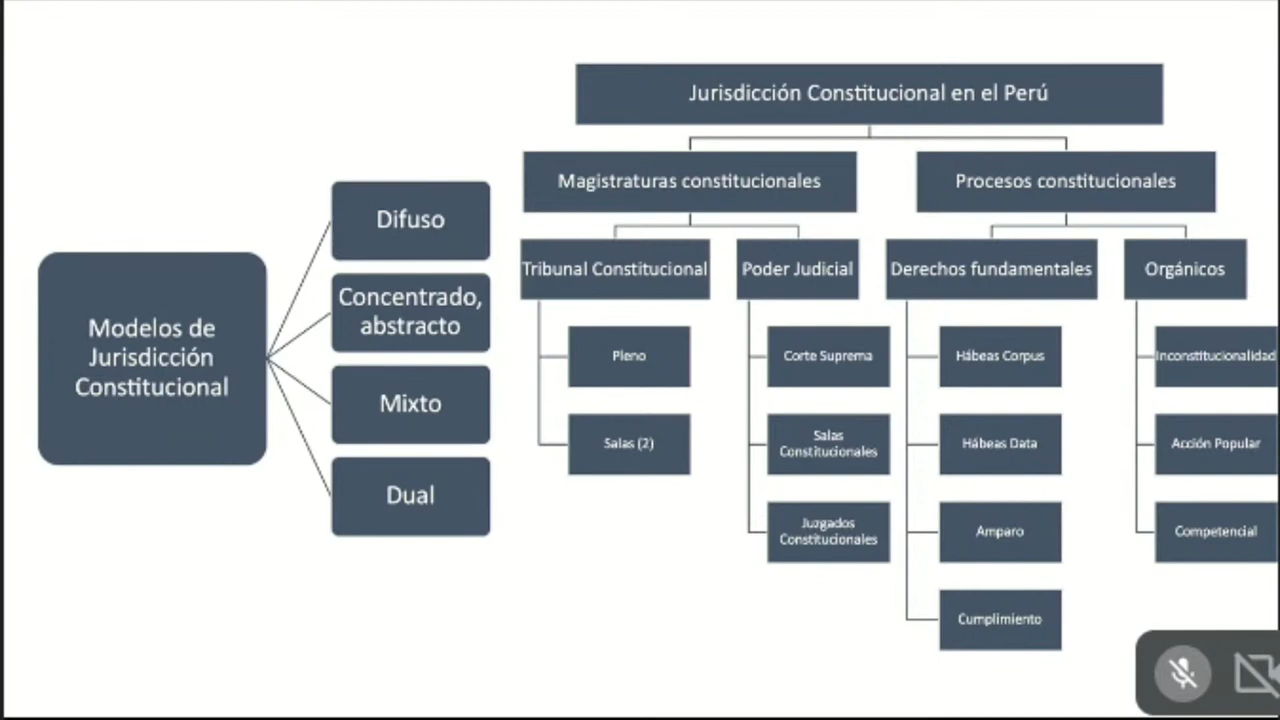 Modelos de
Jurisdicción
Constitucional
Difuso
Concentrado,
abstracto
Mixto
Dual
Jurisdicción Constitucional en el Perú
Magistraturas constitucionales
Procesos constitucionales
Tribunal Constitucional
Poder Judicial
Derechos fundamentales
Orgánicos
Pleno
Salas (2)
Corte Suprema
Salas
Constitucionales
Juzgados
Constitucionales
Hábeas Corpus
Hábeas Data
Amparo
Cumplimiento
Inconstitucionalidad
Acción Popular
Competencial